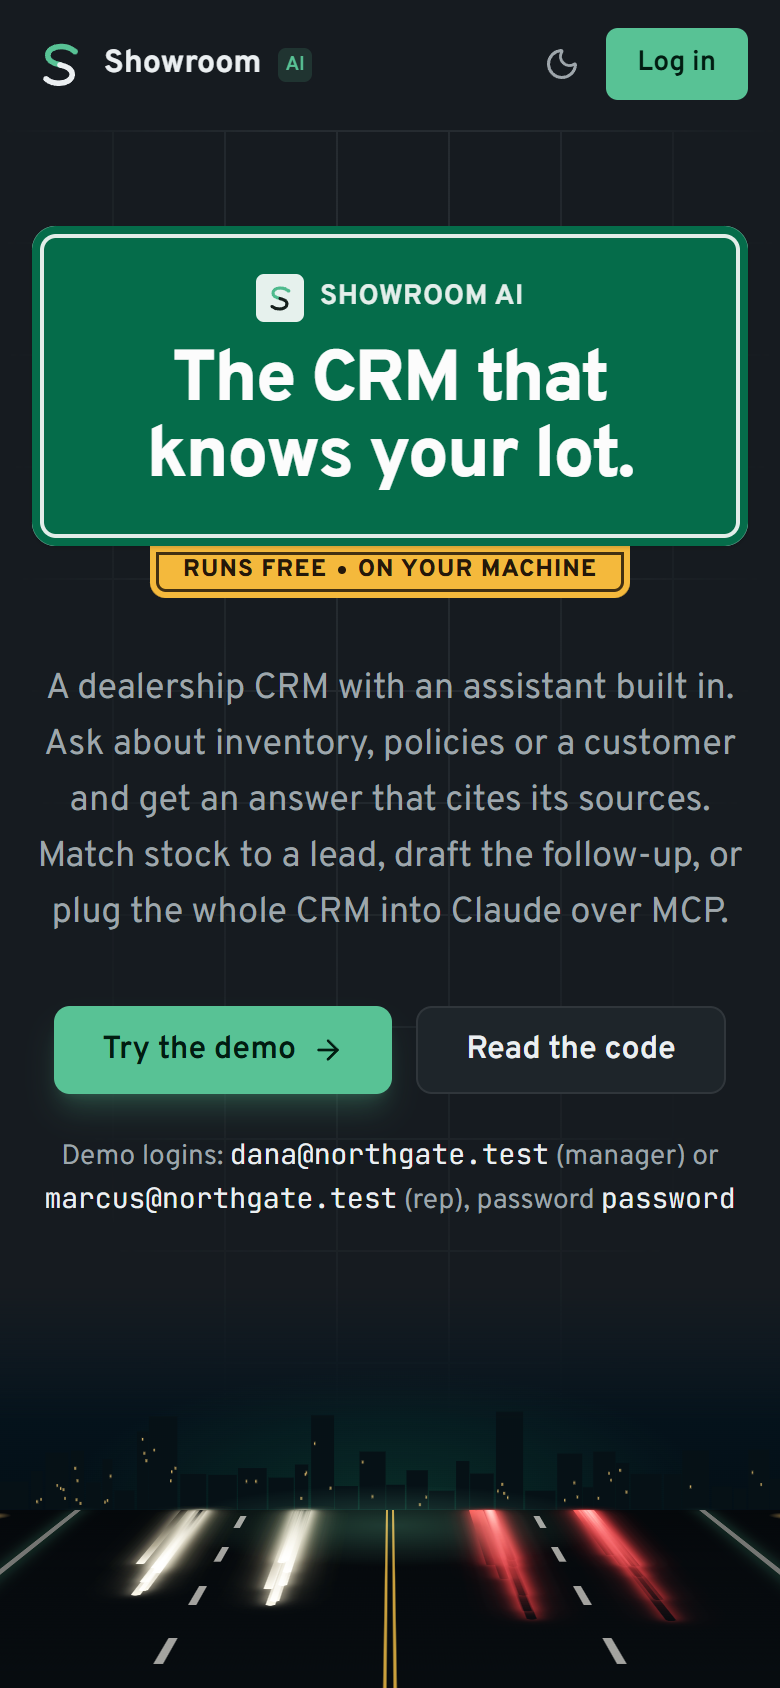 Showroom AI
Log in
SHOWROOM AI
The CRM that
knows your lot.
RUNS FREE • ON YOUR MACHINE
A dealership CRM with an assistant built in.
Ask about inventory, policies or a customer
and get an answer that cites its sources.
Match stock to a lead, draft the follow-up, or
plug the whole CRM into Claude over MCP.
Try the demo →
Read the code
Demo logins: dana@northgate.test (manager) or
marcus@northgate.test (rep), password password